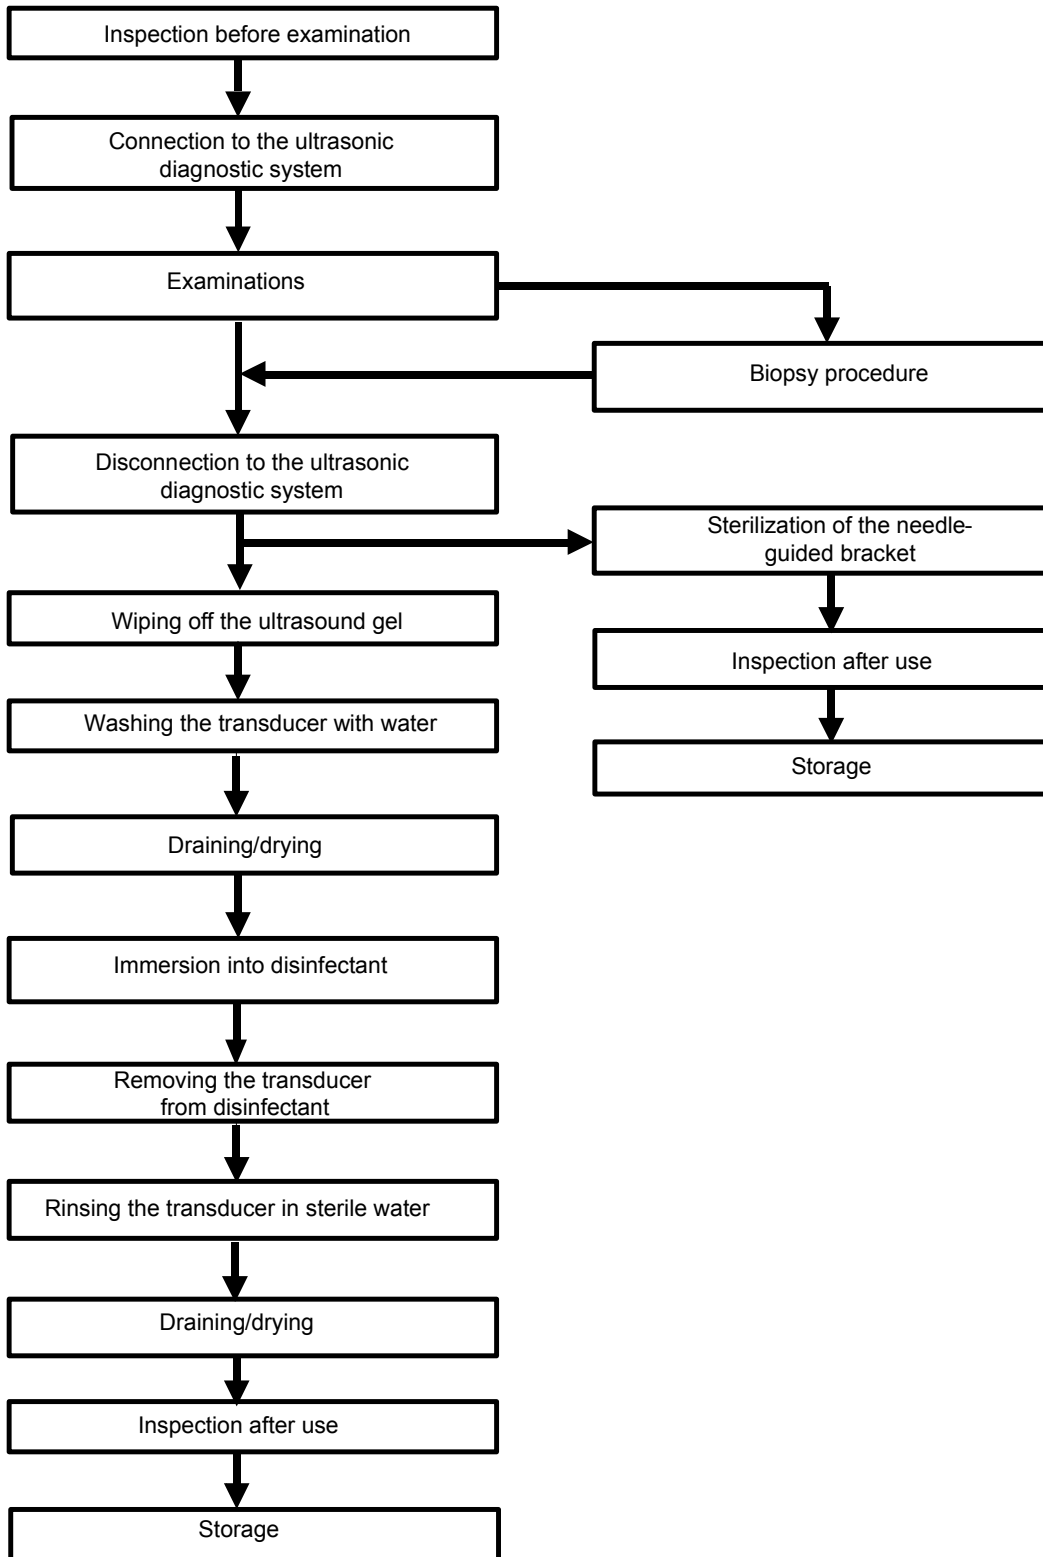 Inspection before examination
Connection to the ultrasonic
diagnostic system
Examinations
Biopsy procedure
Disconnection to the ultrasonic
diagnostic system
Sterilization of the needle-
guided bracket
Wiping off the ultrasound gel
Inspection after use
Washing the transducer with water
Storage
Draining/drying
Immersion into disinfectant
Removing the transducer
from disinfectant
Rinsing the transducer in sterile water
Draining/drying
Inspection after use
Storage